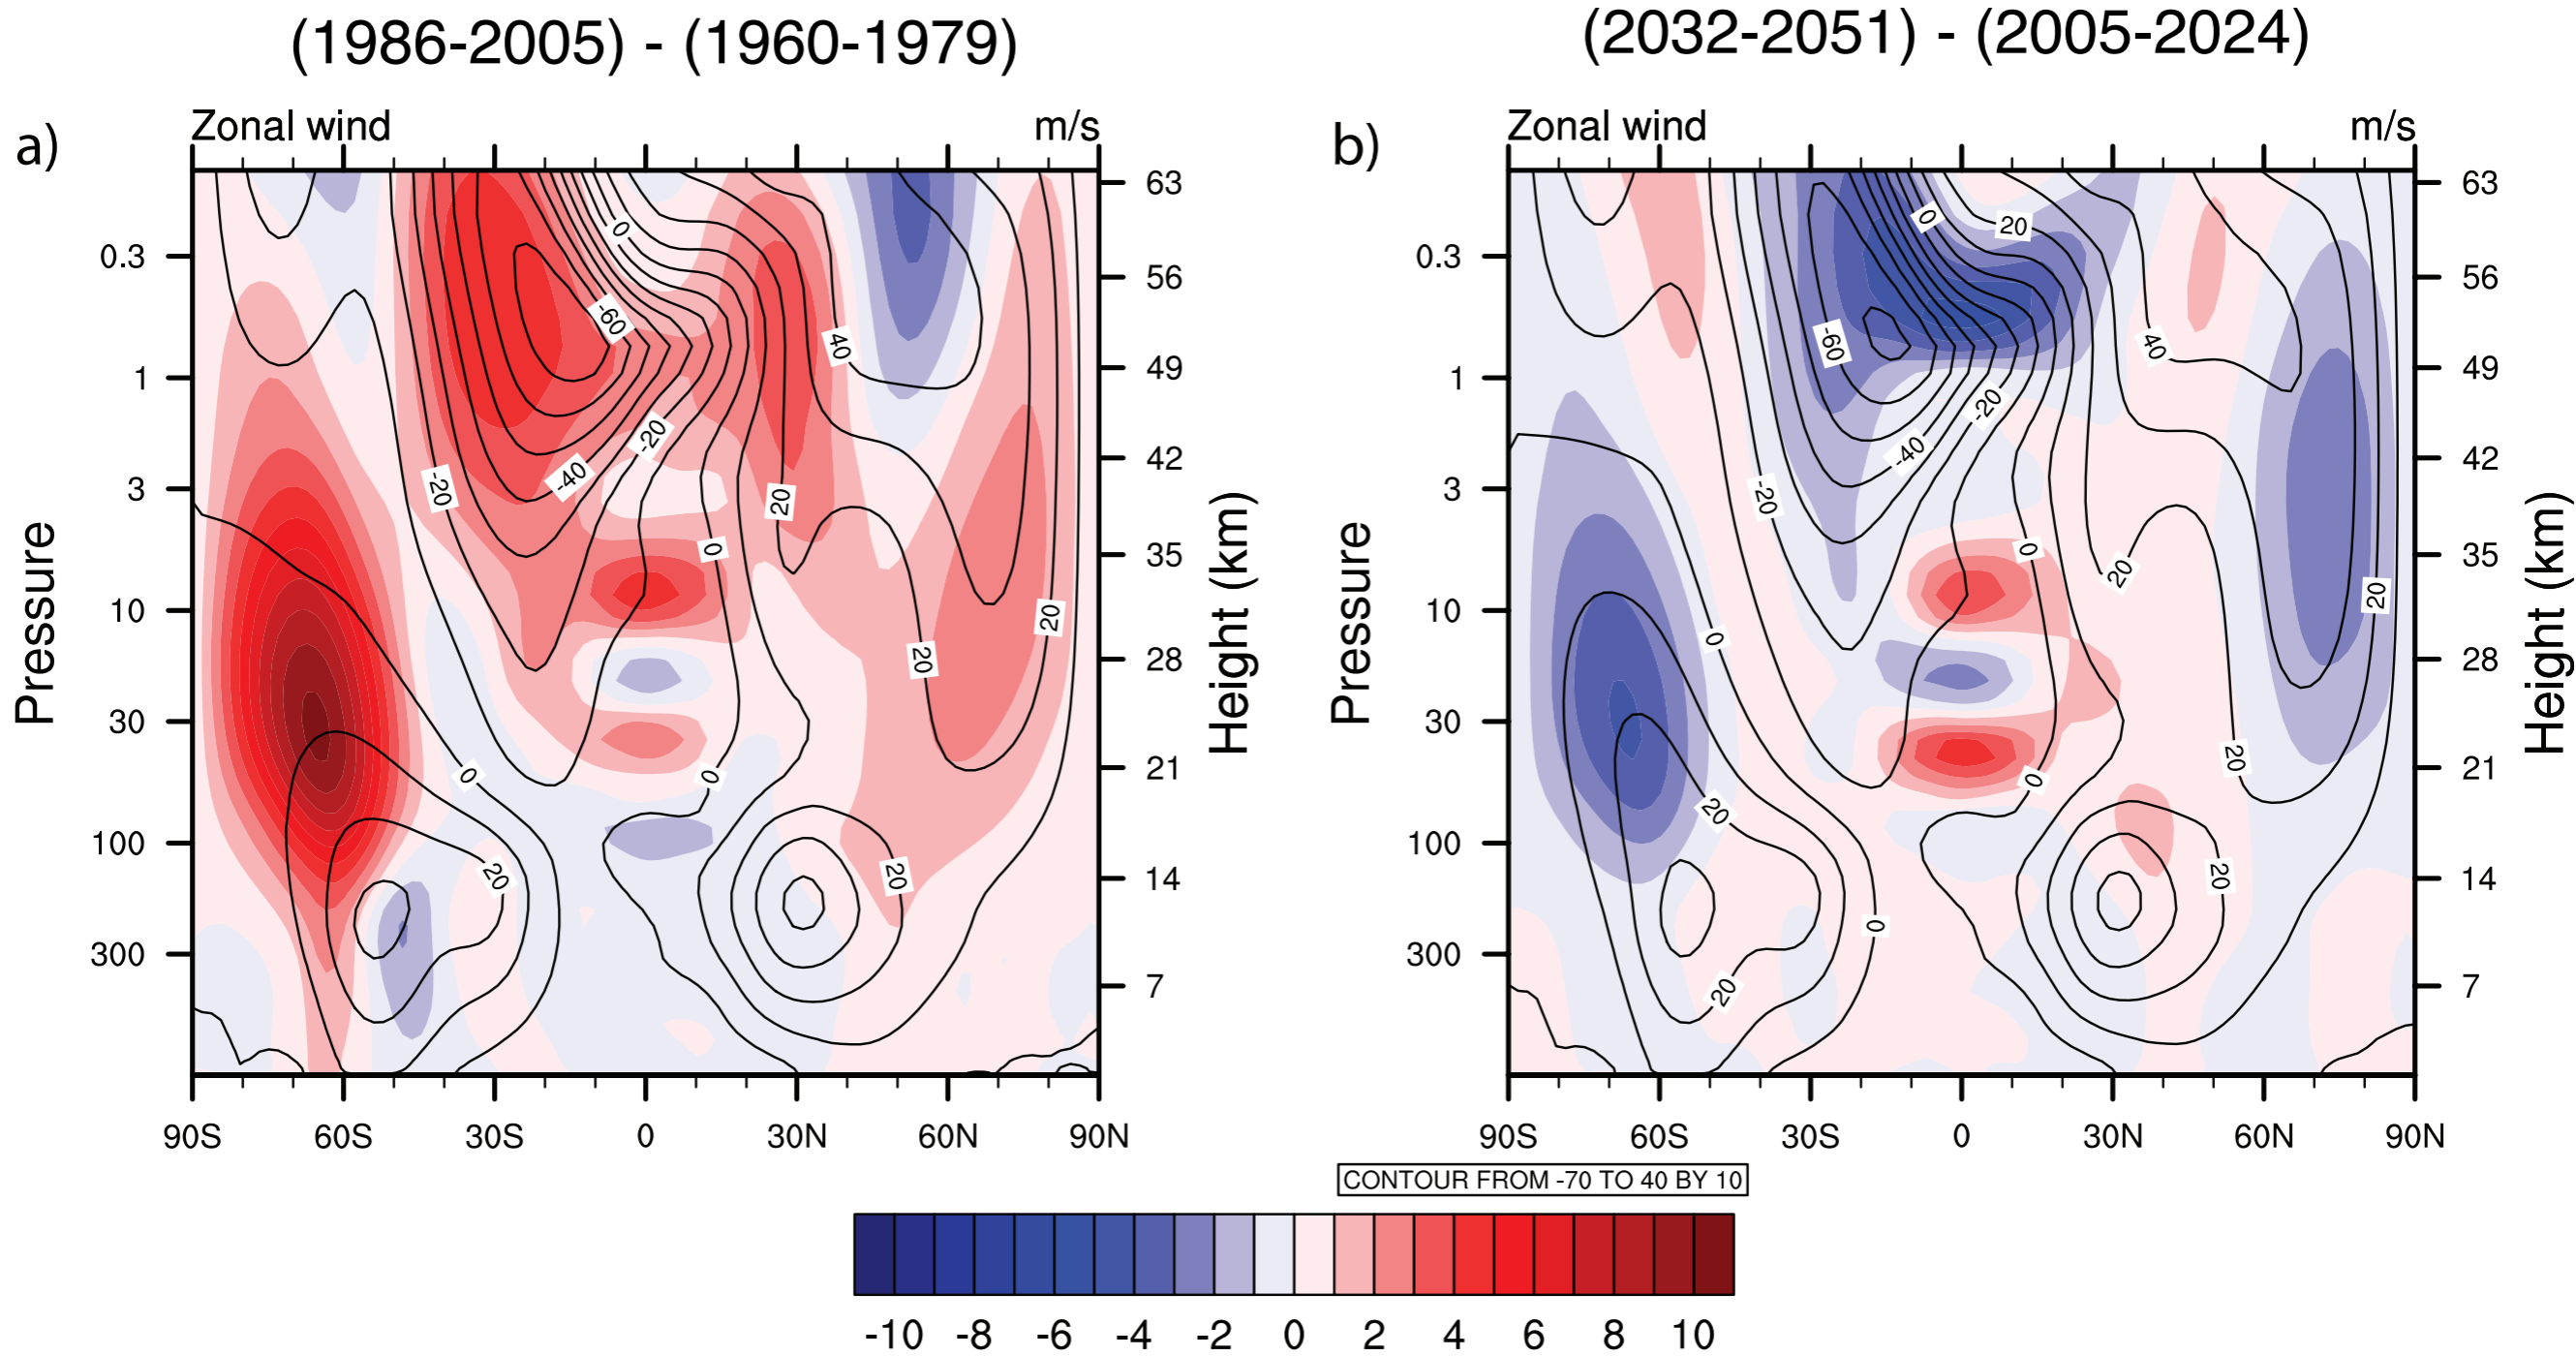 (1986-2005) - (1960-1979)
(2032-2051) - (2005-2024)
a)
Zonal wind
m/s
b)
Zonal wind
m/s
0.3
1
3
10
30
100
300
Pressure
63
56
49
42
35
28
21
14
7
Height (km)
0
-60
40
-20
-40
-20
20
0
20
20
0
0
20
20
90S
60S
30S
0
30N
60N
90N
0.3
1
3
10
30
100
300
Pressure
63
56
49
42
35
28
21
14
7
Height (km)
0
20
-60
40
-20
-40
-20
0
20
20
0
20
0
20
20
0
20
90S
60S
30S
0
30N
60N
90N
CONTOUR FROM -70 TO 40 BY 10
-10 -8 -6 -4 -2 0 2 4 6 8 10